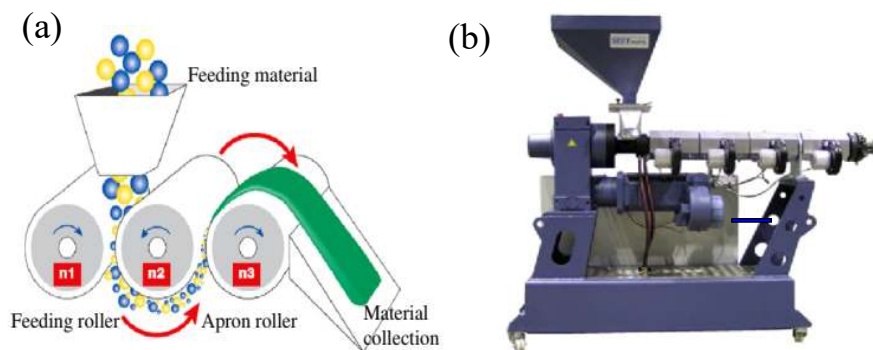 (a)
Feeding material
n1
n2
n3
Feeding roller
Apron roller
Material
collection
(b)